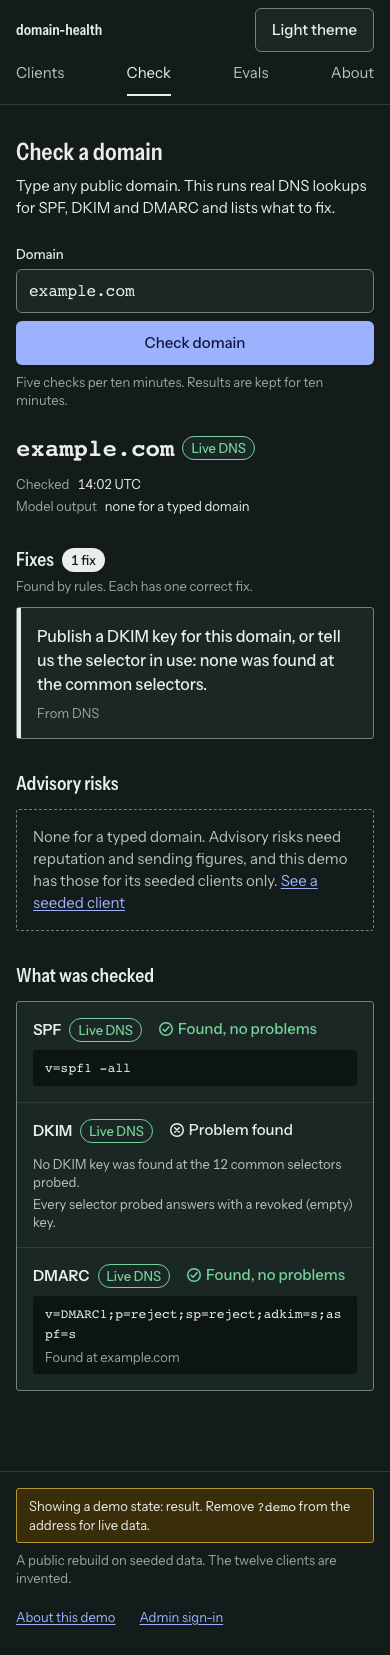 domain-health
Light theme
Clients
Check
Evals
About
Check a domain
Type any public domain. This runs real DNS lookups
for SPF, DKIM and DMARC and lists what to fix.
Domain
example.com
Check domain
Five checks per ten minutes. Results are kept for ten
minutes.
example.com Live DNS
Checked 14:02 UTC
Model output none for a typed domain
Fixes 1 fix
Found by rules. Each has one correct fix.
Publish a DKIM key for this domain, or tell
us the selector in use: none was found at
the common selectors.
From DNS
Advisory risks
None for a typed domain. Advisory risks need
reputation and sending figures, and this demo
has those for its seeded clients only. See a
seeded client
What was checked
SPF Live DNS Found, no problems
v=spf1 -all
DKIM Live DNS Problem found
No DKIM key was found at the 12 common selectors
probed.
Every selector probed answers with a revoked (empty)
key.
DMARC Live DNS Found, no problems
v=DMARC1;p=reject;sp=reject;adkim=s;as
pf=s
Found at example.com
Showing a demo state: result. Remove ?demo from the
address for live data.
A public rebuild on seeded data. The twelve clients are
invented.
About this demo
Admin sign-in